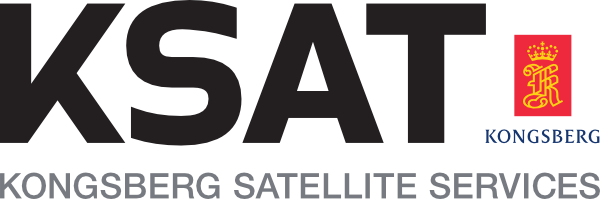 KSAT
KONGSBERG
KONGSBERG SATELLITE SERVICES